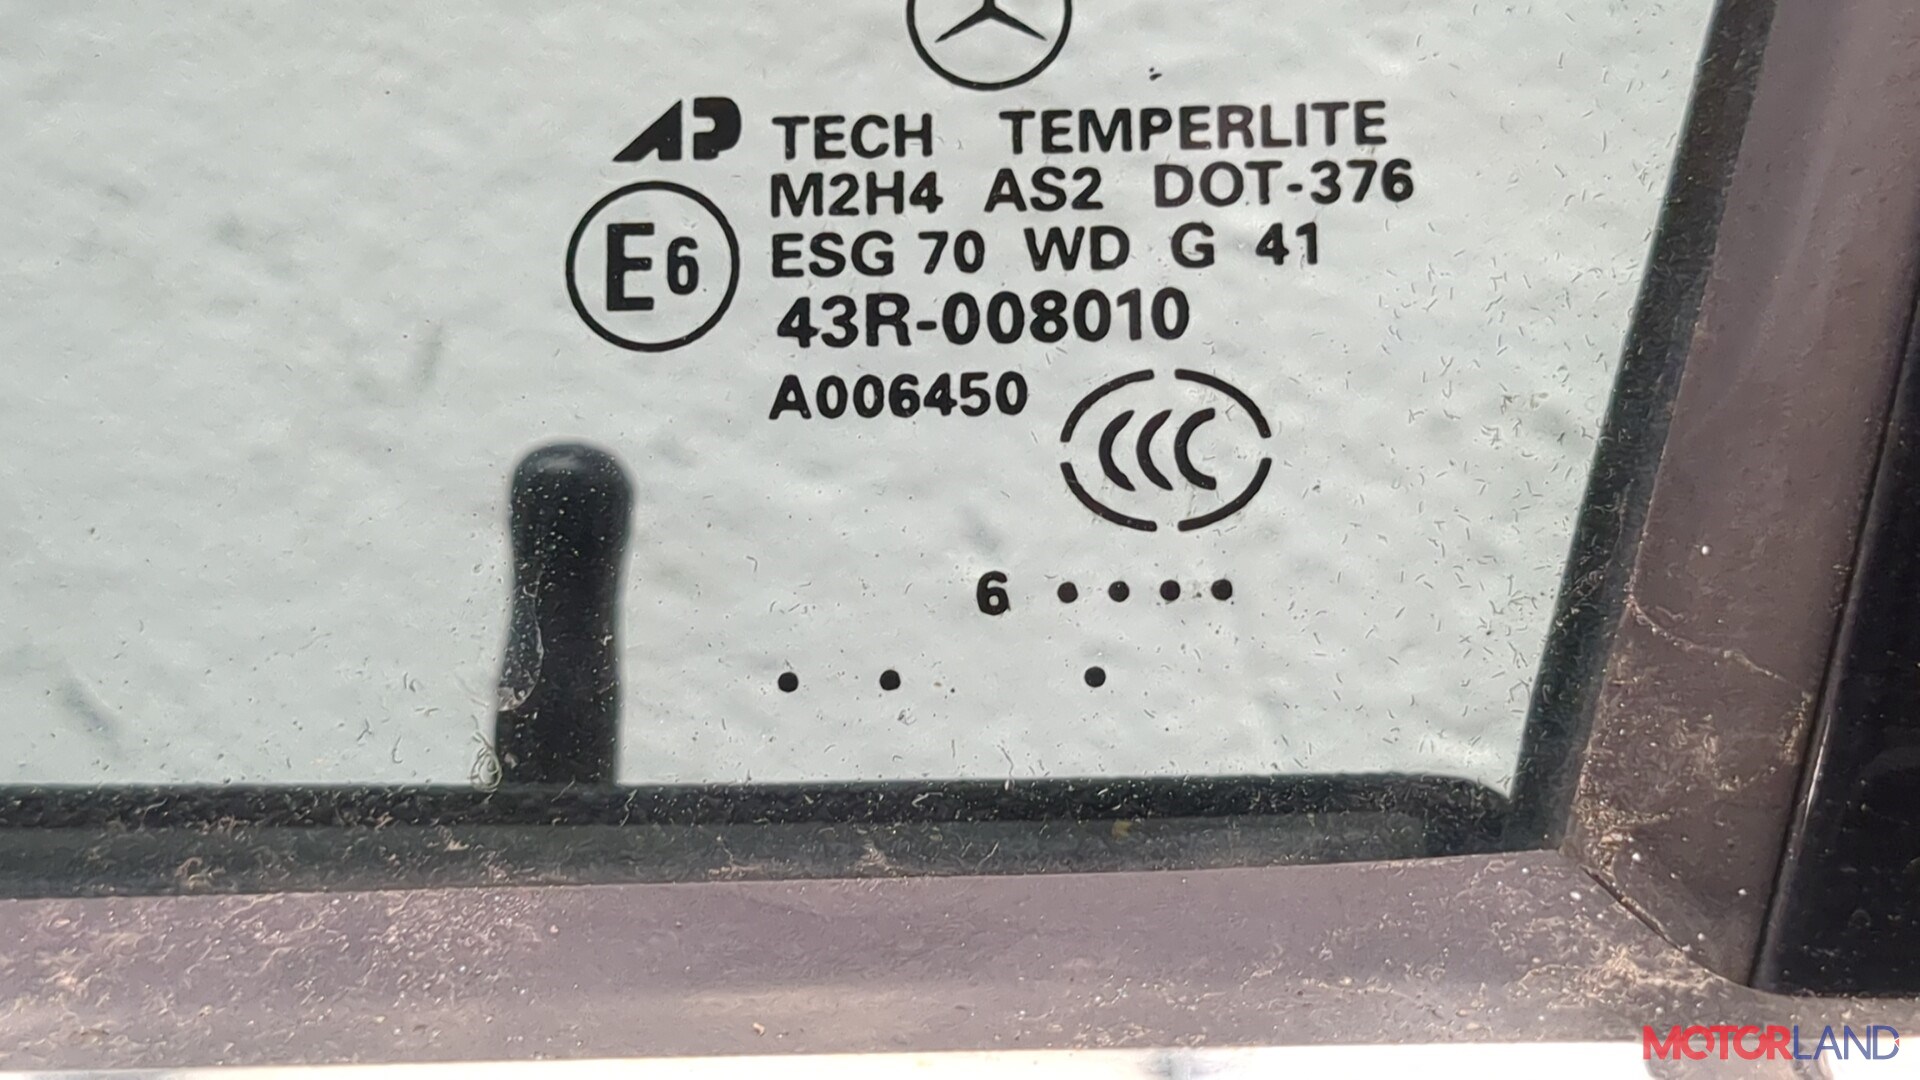 AP TECH TEMPERLITE
M2H4 AS2 DOT-376
E6 ESG 70 WD G 41
43R-008010
A006450
CCC
6 • • • •
• • •
MOTORLAND